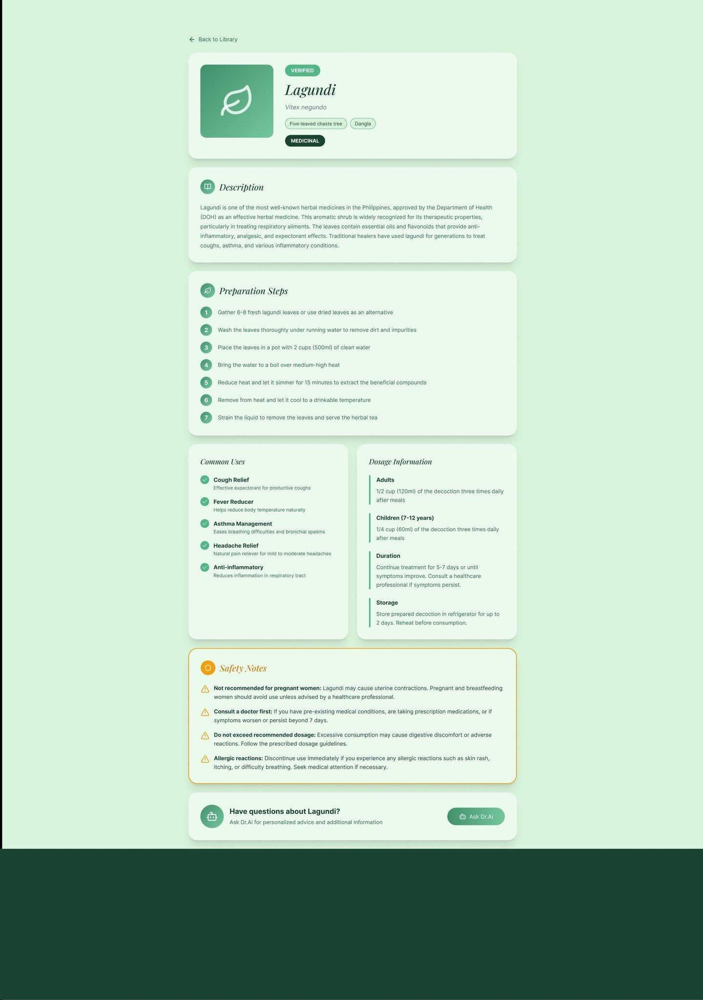 Back to Library
VERIFIED
Lagundi
Vitex negundo
Five-leaved chaste tree
Dangla
MEDICINAL
Description
Lagundi is one of the most well-known herbal medicines in the Philippines, approved by the Department of Health
(DOH) as an effective herbal medicine. This aromatic shrub is widely recognized for its therapeutic properties,
particularly in treating respiratory ailments. The leaves contain essential oils and flavonoids that provide anti-
inflammatory, analgesic, and expectorant effects. Traditional healers have used lagundi for generations to treat
coughs, asthma, and various inflammatory conditions.
Preparation Steps
1 Gather 6-8 fresh lagundi leaves or use dried leaves as an alternative
2 Wash the leaves thoroughly under running water to remove dirt and impurities
3 Place the leaves in a pot with 2 cups (500ml) of clean water
4 Bring the water to a boil over medium-high heat
5 Reduce heat and let it simmer for 15 minutes to extract the beneficial compounds
6 Remove from heat and let it cool to a drinkable temperature
7 Strain the liquid to remove the leaves and serve the herbal tea
Common Uses
Cough Relief
Effective expectorant for productive coughs
Fever Reducer
Helps reduce body temperature naturally
Asthma Management
Eases breathing difficulties and bronchial spasms
Headache Relief
Natural pain reliever for mild to moderate headaches
Anti-inflammatory
Reduces inflammation in respiratory tract
Dosage Information
Adults
1/2 cup (120ml) of the decoction three times daily
after meals
Children (7-12 years)
1/4 cup (60ml) of the decoction three times daily
after meals
Duration
Continue treatment for 5-7 days or until
symptoms improve. Consult a healthcare
professional if symptoms persist.
Storage
Store prepared decoction in refrigerator for up to
2 days. Reheat before consumption.
Safety Notes
Not recommended for pregnant women: Lagundi may cause uterine contractions. Pregnant and breastfeeding
women should avoid use unless advised by a healthcare professional.
Consult a doctor first: If you have pre-existing medical conditions, are taking prescription medications, or if
symptoms worsen or persist beyond 7 days.
Do not exceed recommended dosage: Excessive consumption may cause digestive discomfort or adverse
reactions. Follow the prescribed dosage guidelines.
Allergic reactions: Discontinue use immediately if you experience any allergic reactions such as skin rash,
itching, or difficulty breathing. Seek medical attention if necessary.
Have questions about Lagundi?
Ask Dr.Ai for personalized advice and additional information
Ask Dr.Ai